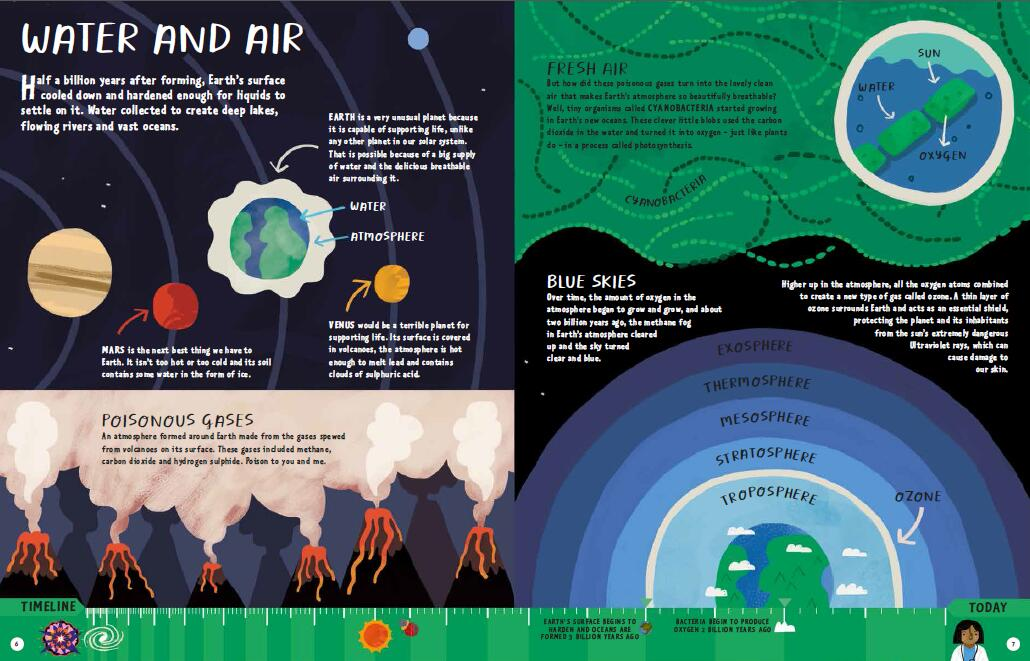 WATER AND AIR
Half a billion years after forming, Earth's surface
cooled down and hardened enough for liquids to
settle on it. Water collected to create deep lakes,
flowing rivers and vast oceans.
EARTH is a very unusual planet because
it is capable of supporting life, unlike
any other planet in our solar system.
That is possible because of a big supply
of water and the delicious breathable
air surrounding it.
WATER
ATMOSPHERE
MARS is the next best thing we have to
Earth. It isn't too hot or too cold and its soil
contains some water in the form of ice.
VENUS would be a terrible planet for
supporting life. Its surface is covered
in volcanoes, the atmosphere is hot
enough to melt lead and contains
clouds of sulphuric acid.
POISONOUS GASES
An atmosphere formed around Earth made from the gases spewed
from volcanoes on its surface. These gases included methane,
carbon dioxide and hydrogen sulphide. Poison to you and me.
FRESH AIR
But how did these poisonous gases turn into the lovely clean
air that makes Earth's atmosphere so beautifully breathable?
Well, tiny organisms called CYANOBACTERIA started growing
in Earth's new oceans. These clever little blobs used the carbon
dioxide in the water and turned it into oxygen – just like plants
do – in a process called photosynthesis.
SUN
WATER
OXYGEN
CYANOBACTERIA
BLUE SKIES
Over time, the amount of oxygen in the
atmosphere began to grow and grow, and about
two billion years ago, the methane fog
in Earth's atmosphere cleared
up and the sky turned
clear and blue.
Higher up in the atmosphere, all the oxygen atoms combined
to create a new type of gas called ozone. A thin layer of
ozone surrounds Earth and acts as an essential shield,
protecting the planet and its inhabitants
from the sun's extremely dangerous
Ultraviolet rays, which can
cause damage to
our skin.
EXOSPHERE
THERMOSPHERE
MESOSPHERE
STRATOSPHERE
TROPOSPHERE
OZONE
TIMELINE
EARTH'S SURFACE BEGINS TO
HARDEN AND OCEANS ARE
FORMED 3 BILLION YEARS AGO
BACTERIA BEGIN TO PRODUCE
OXYGEN 2 BILLION YEARS AGO
TODAY
6
7